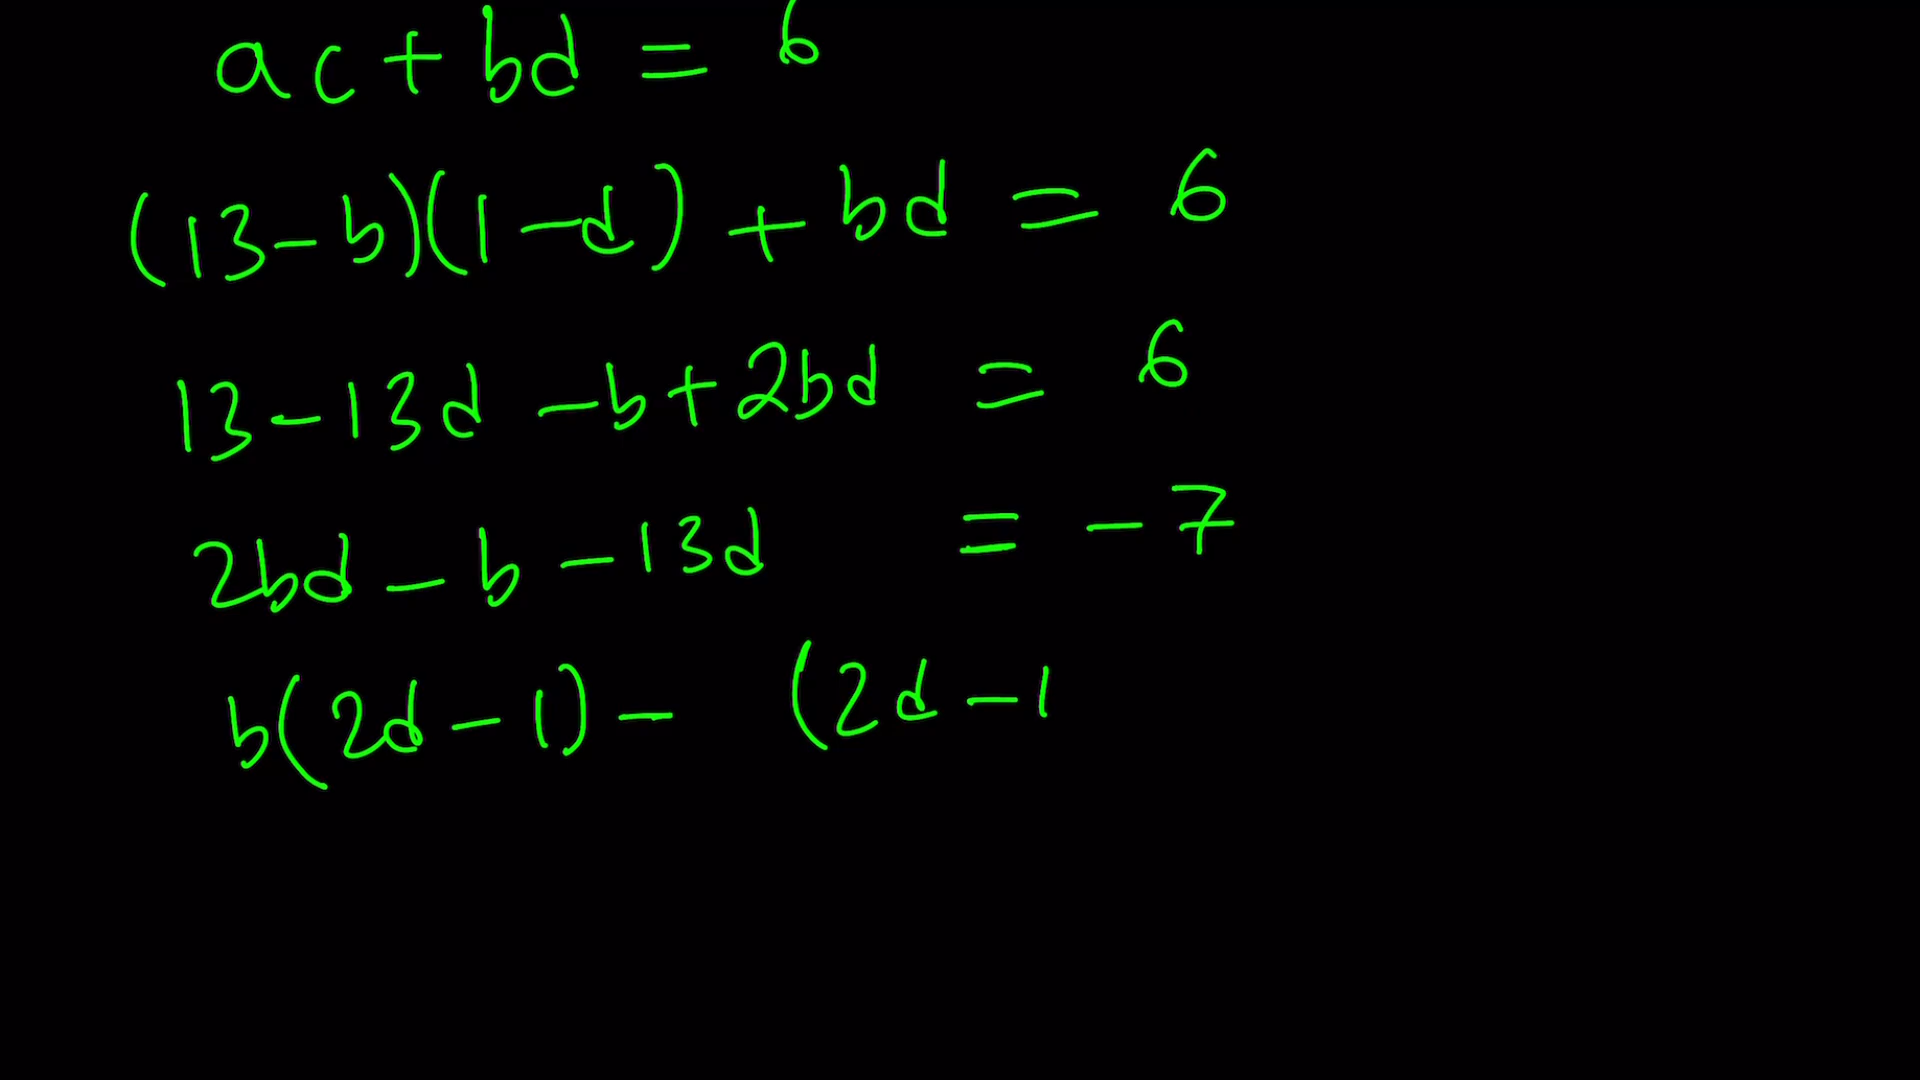 ac + bd = 6
(13 - b)(1 - d) + bd = 6
13 - 13d - b + 2bd = 6
2bd - b - 13d = - 7
b(2d - 1) - (2d - 1